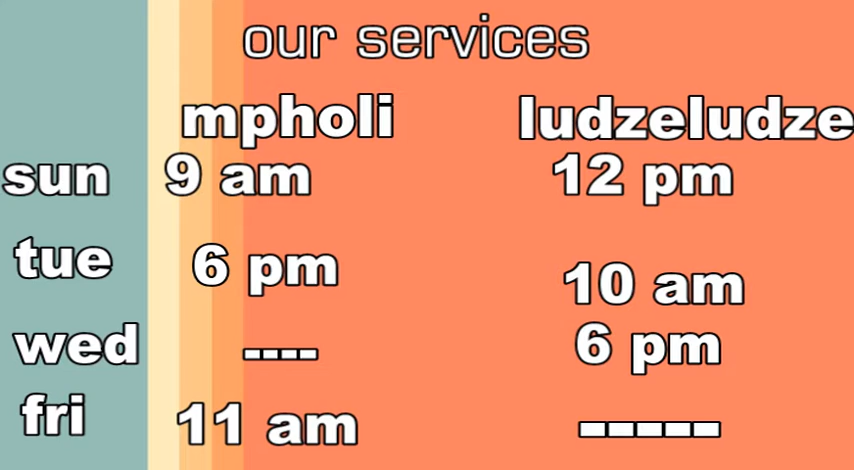 our services
mpholi ludzeludze
sun 9 am 12 pm
tue 6 pm 10 am
wed ---- 6 pm
fri 11 am -----